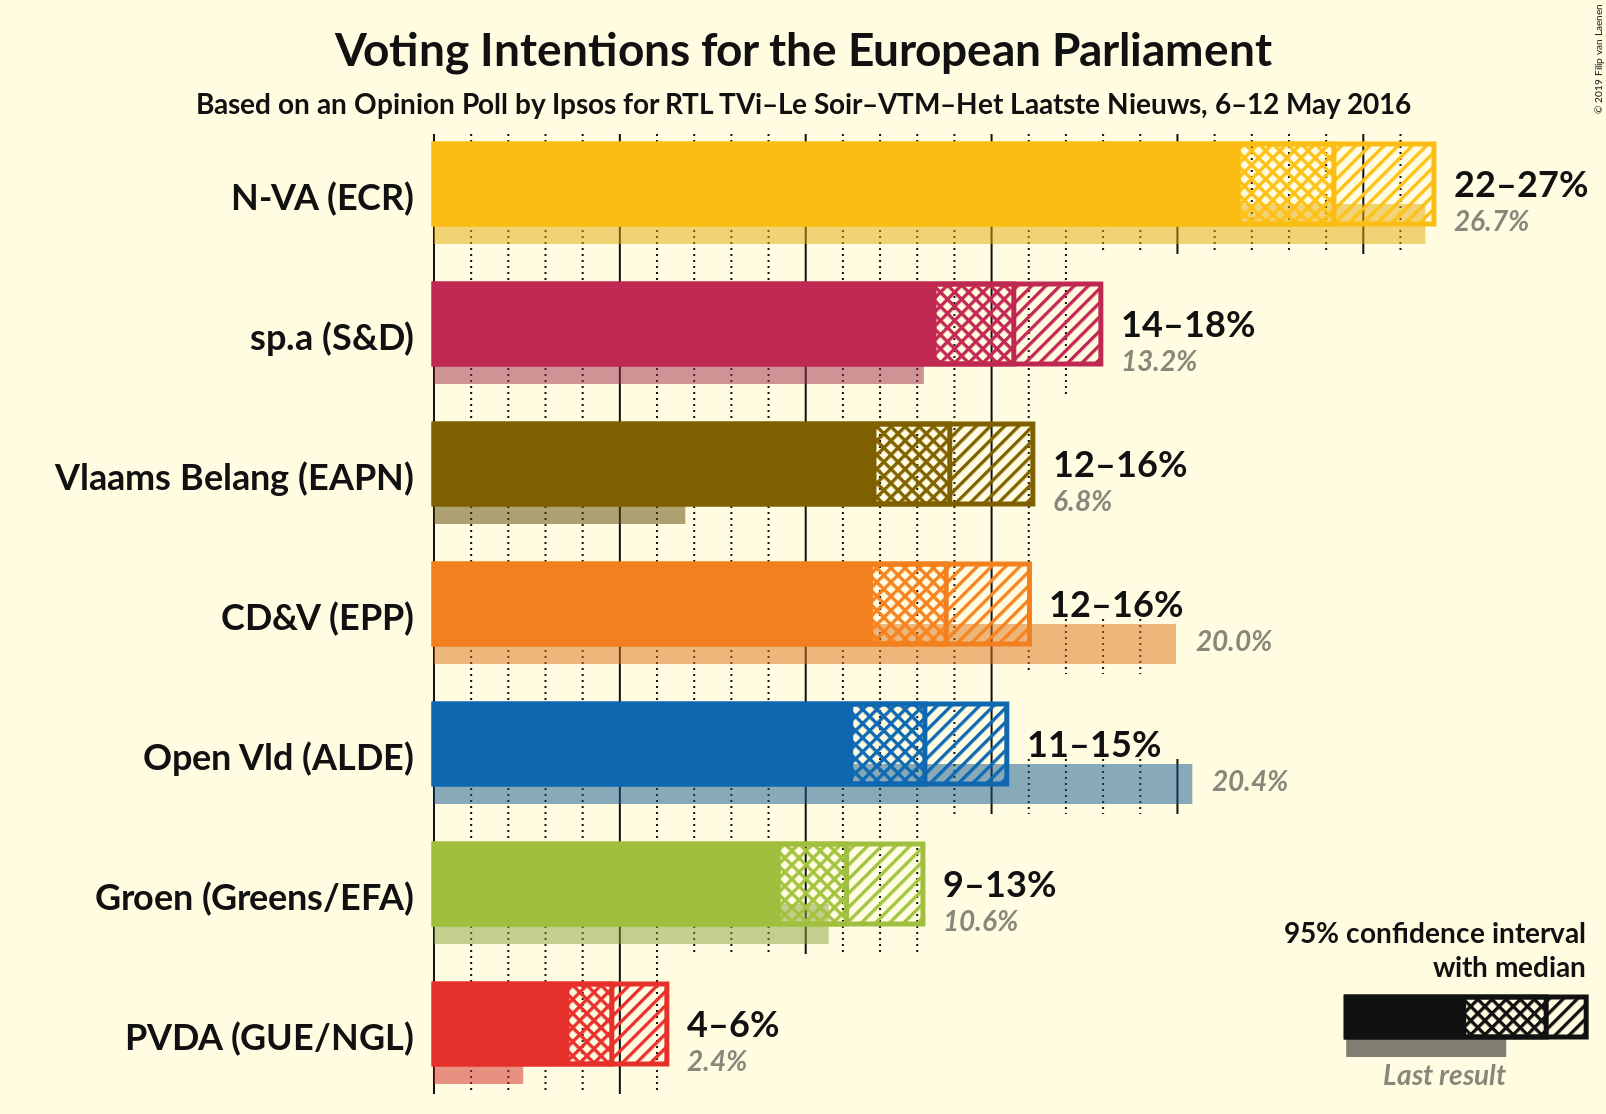 Voting Intentions for the European Parliament
Based on an Opinion Poll by Ipsos for RTL TVi–Le Soir–VTM–Het Laatste Nieuws, 6–12 May 2016
© 2019 Filip van Laenen
N-VA (ECR)
22–27%
26.7%
sp.a (S&D)
14–18%
13.2%
Vlaams Belang (EAPN)
12–16%
6.8%
CD&V (EPP)
12–16%
20.0%
Open Vld (ALDE)
11–15%
20.4%
Groen (Greens/EFA)
9–13%
10.6%
PVDA (GUE/NGL)
4–6%
2.4%
95% confidence interval
with median
Last result